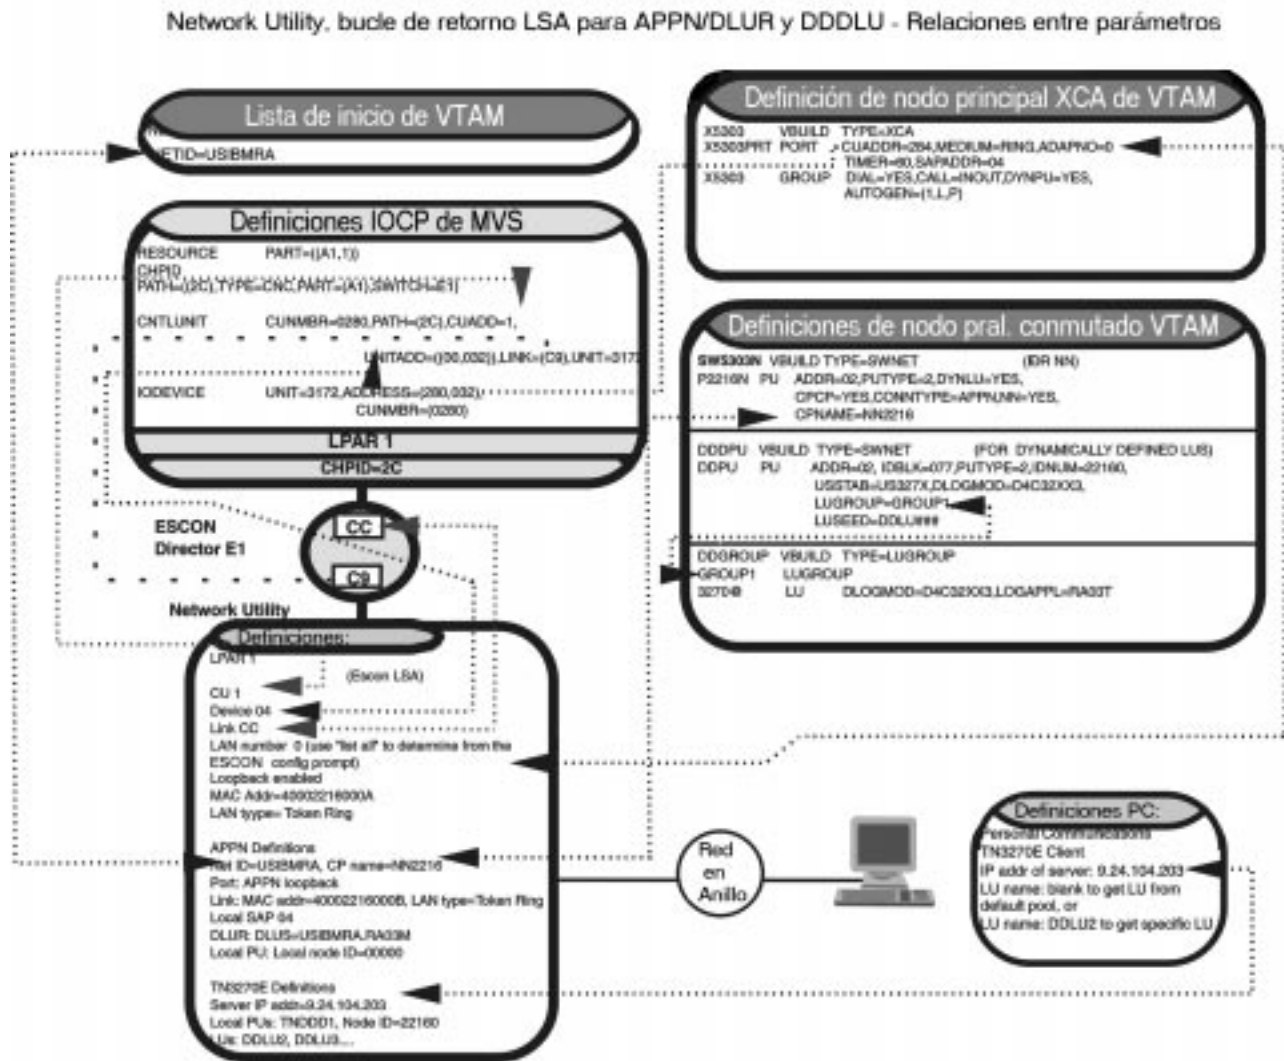 Network Utility, bucle de retorno LSA para APPN/DLUR y DDDLU - Relaciones entre parámetros
Lista de inicio de VTAM
NETID=USIBMRA
Definiciones IOCP de MVS
RESOURCE PART=((A1,1))
CHPID
PATH=((2C),TYPE=CNC,PART=(A1),SWITCH=E1)
CNTLUNIT CUNMBR=0280,PATH=(2C),CUADD=1,
UNITADD=((00,032)),LINK=(C9),UNIT=3172
IODEVICE UNIT=3172,ADDRESS=(280,032),
CUNMBR=(0280)
LPAR 1
CHPID=2C
ESCON
Director E1
CC
C9
Network Utility
Definiciones:
LPAR 1
(Escon LSA)
CU 1
Device 04
Link CC
LAN number 0 (use "list all" to determine from the
ESCON config prompt)
Loopback enabled
MAC Addr=40002216000A
LAN tyype= Token Ring
APPN Definitions
Net ID=USIBMRA, CP name=NN2216
Port: APPN loopback
Link: MAC addr=40002216000B, LAN type=Token Ring
Local SAP 04
DLUR: DLUS=USIBMRA.RA03M
Local PU: Local node ID=00000
TN3270E Definitions
Server IP addr=9.24.104.203
Local PUs: TNDDD1, Node ID=22160
LUs: DDLU2, DDLU3...
Definición de nodo principal XCA de VTAM
X5303 VBUILD TYPE=XCA
X5303PRT PORT CUADDR=284,MEDIUM=RING,ADAPNO=0
TIMER=60,SAPADDR=04
X5303 GROUP DIAL=YES,CALL=INOUT,DYNPU=YES,
AUTOGEN=(1,L,P)
Definiciones de nodo pral. conmutado VTAM
SW5303N VBUILD TYPE=SWNET
P2216N PU ADDR=02,PUTYPE=2,DYNLU=YES,
CPCP=YES,CONNTYPE=APPN,NN=YES,
CPNAME=NN2216
DDDPU VBUILD TYPE=SWNET (FOR DYNAMICALLY DEFINED LUS)
DDPU PU ADDR=02, IDBLK=077,PUTYPE=2,IDNUM=22160,
USSTAB=US327X,DLOGMOD=D4C32XX3,
LUGROUP=GROUP1
LUSEED=DDLU###
DDGROUP VBUILD TYPE=LUGROUP
GROUP1 LUGROUP
3270@ LU DLOGMOD=D4C32XX3,LOGAPPL=RA03T
Red
en
Anillo
Definiciones PC:
Personal Communications
TN3270E Client
IP addr of server: 9.24.104.203
LU name: blank to get LU from
default pool, or
LU name: DDLU2 to get specific LU